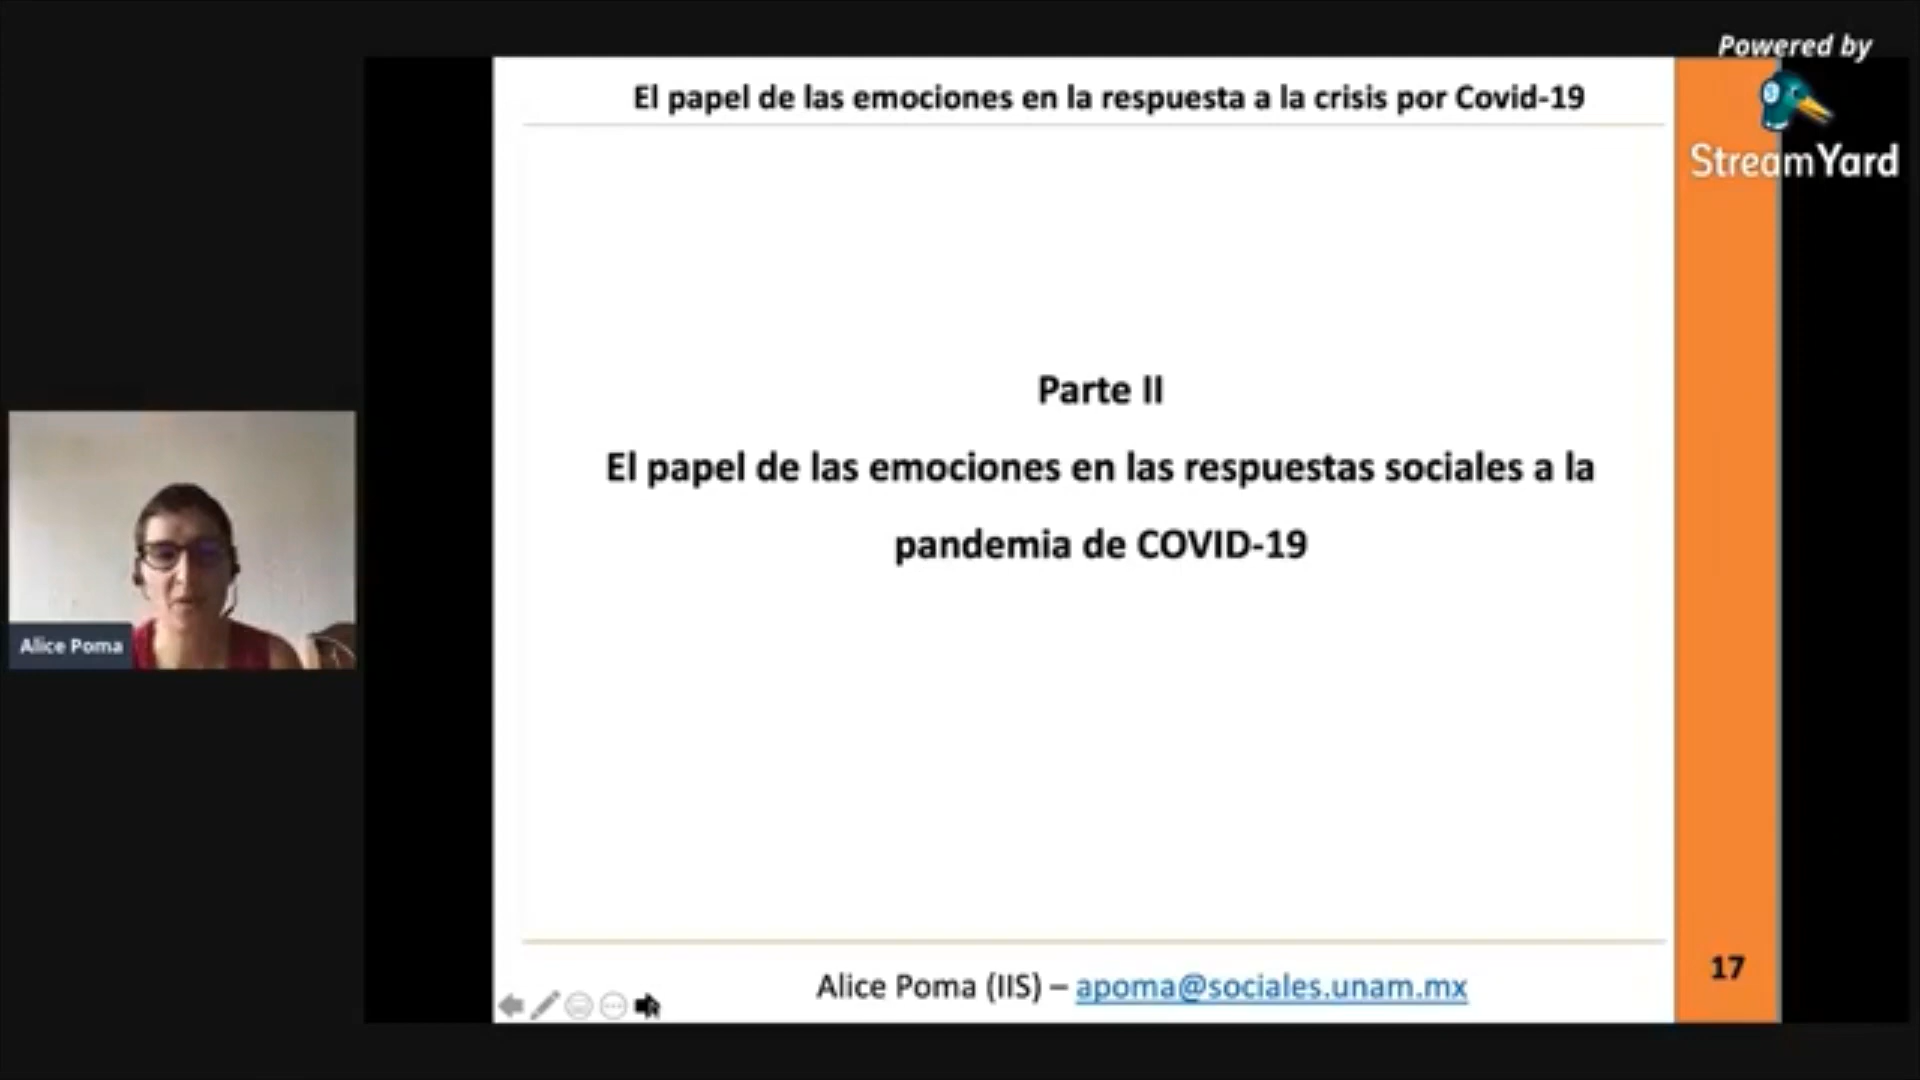 Powered by
StreamYard
El papel de las emociones en la respuesta a la crisis por Covid-19
Parte II
El papel de las emociones en las respuestas sociales a la
pandemia de COVID-19
Alice Poma
Alice Poma (IIS) – apoma@sociales.unam.mx
17